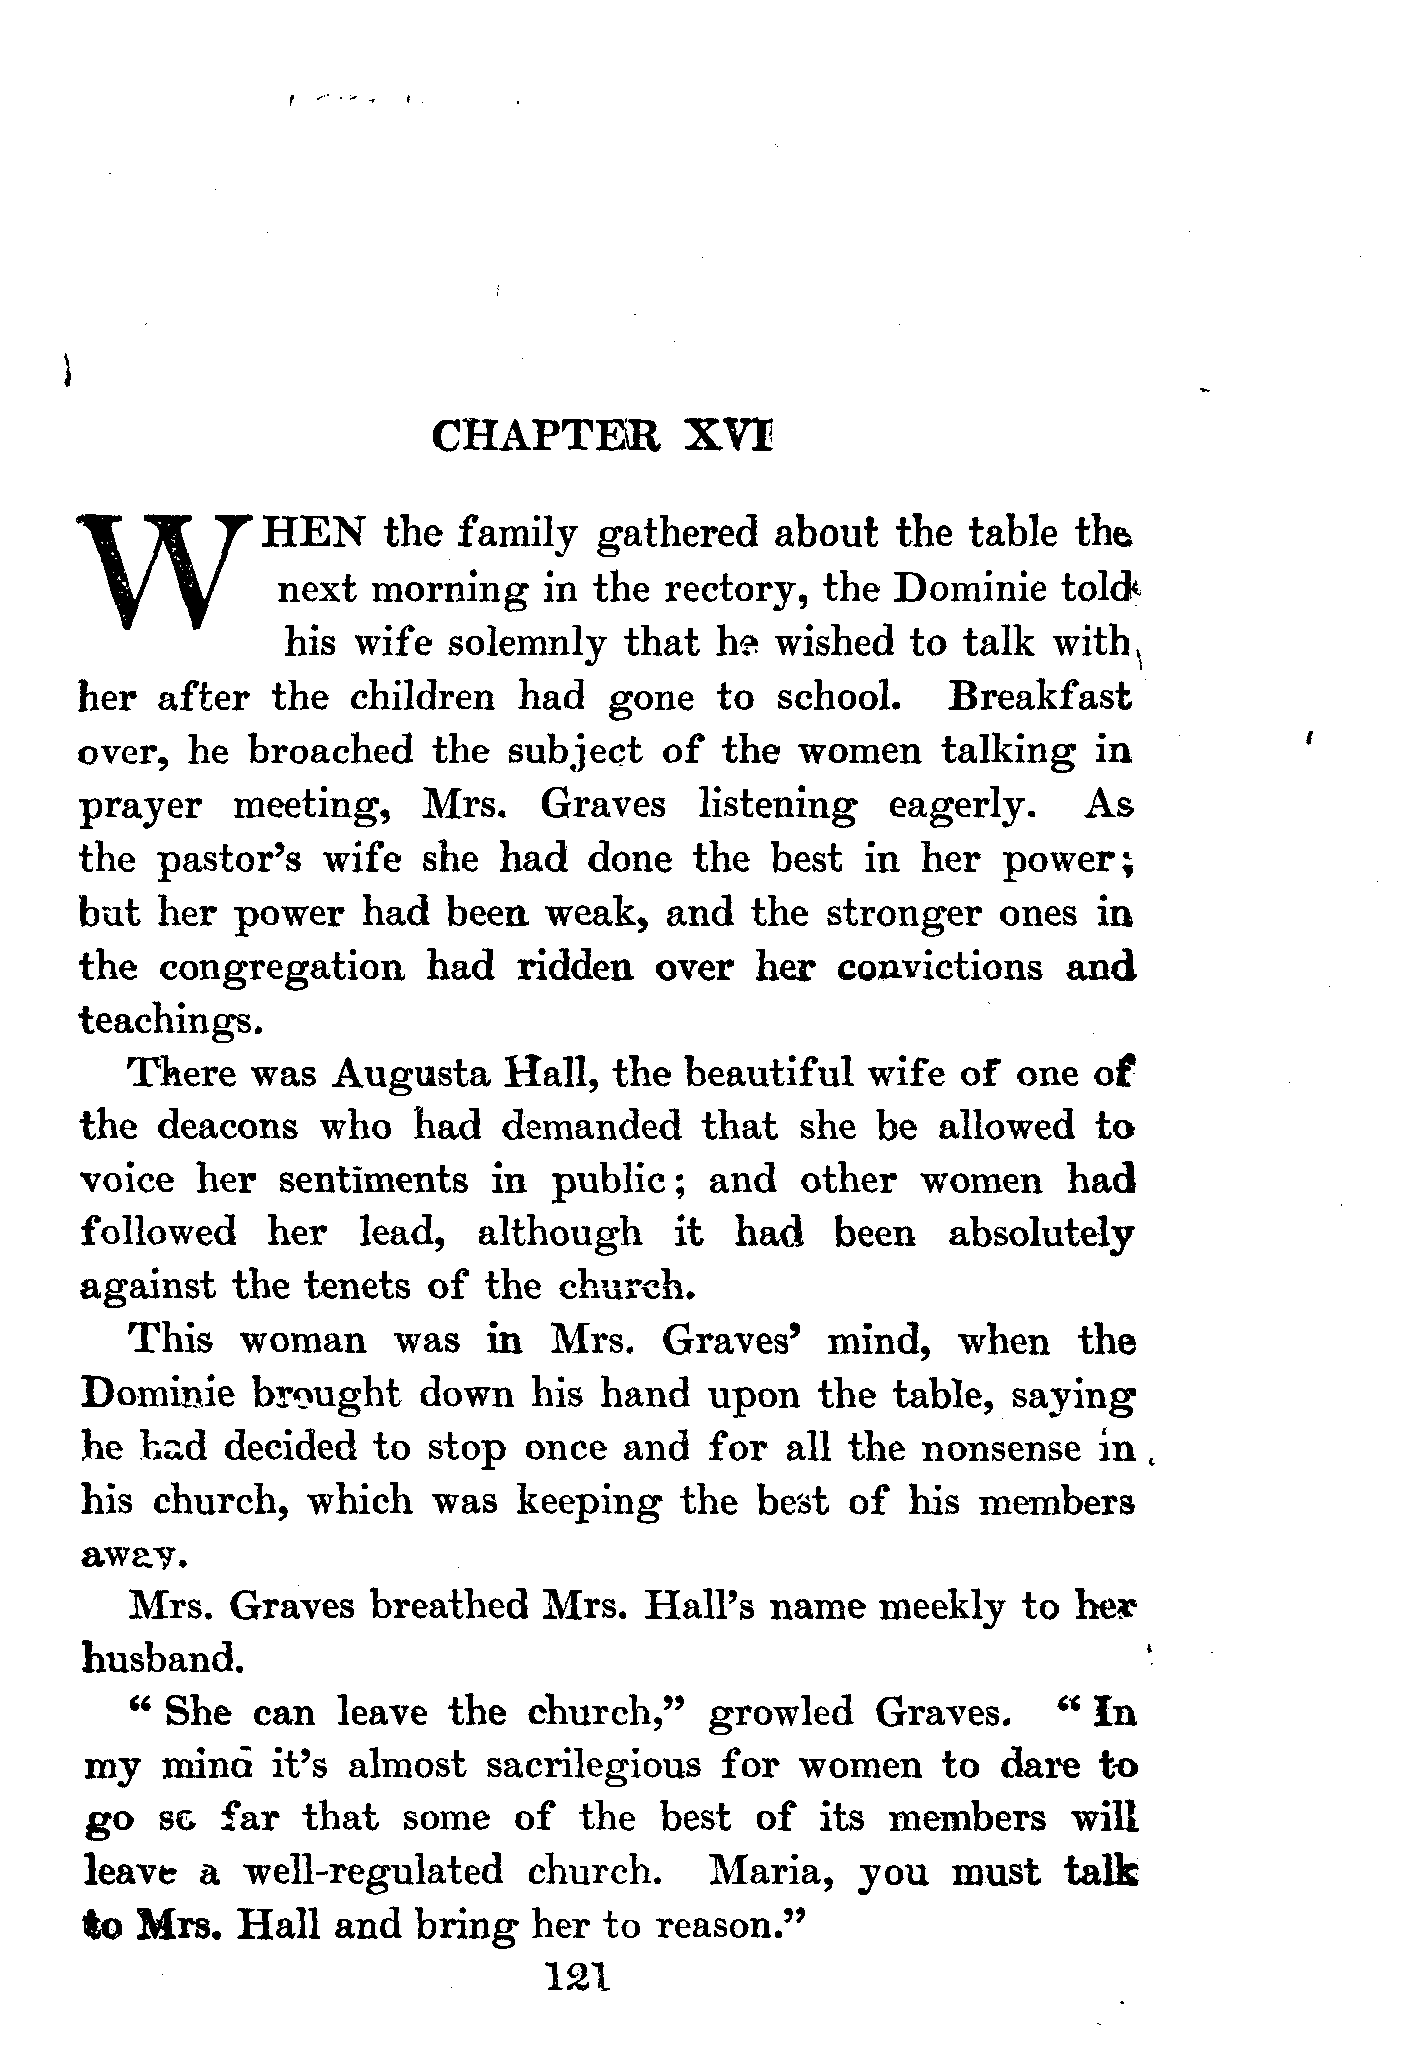 CHAPTER XVI
WHEN the family gathered about the table the
next morning in the rectory, the Dominie told
his wife solemnly that he wished to talk with
her after the children had gone to school. Breakfast
over, he broached the subject of the women talking in
prayer meeting, Mrs. Graves listening eagerly. As
the pastor's wife she had done the best in her power;
but her power had been weak, and the stronger ones in
the congregation had ridden over her convictions and
teachings.
There was Augusta Hall, the beautiful wife of one of
the deacons who had demanded that she be allowed to
voice her sentiments in public; and other women had
followed her lead, although it had been absolutely
against the tenets of the church.
This woman was in Mrs. Graves' mind, when the
Dominie brought down his hand upon the table, saying
he had decided to stop once and for all the nonsense in
his church, which was keeping the best of his members
away.
Mrs. Graves breathed Mrs. Hall's name meekly to her
husband.
"She can leave the church," growled Graves. "In
my mind it's almost sacrilegious for women to dare to
go so far that some of the best of its members will
leave a well-regulated church. Maria, you must talk
to Mrs. Hall and bring her to reason."
121